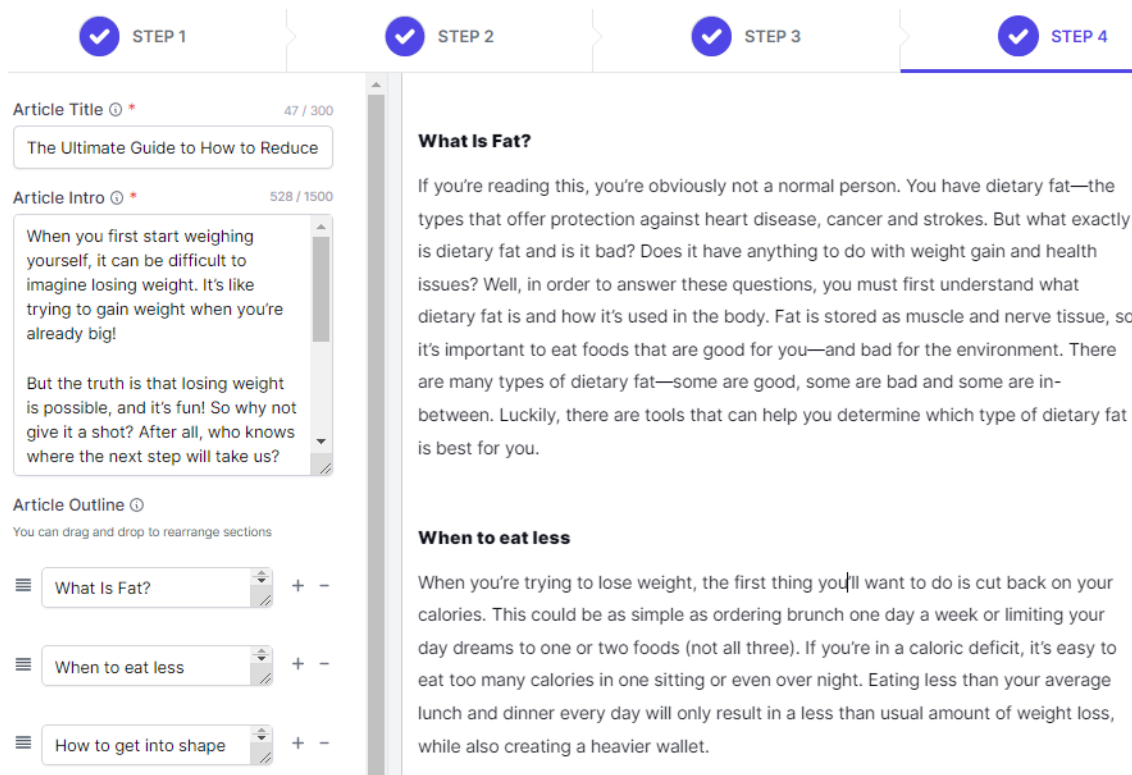 STEP 1
STEP 2
STEP 3
STEP 4
Article Title *
47 / 300
The Ultimate Guide to How to Reduce
Article Intro *
528 / 1500
When you first start weighing
yourself, it can be difficult to
imagine losing weight. It's like
trying to gain weight when you're
already big!
But the truth is that losing weight
is possible, and it's fun! So why not
give it a shot? After all, who knows
where the next step will take us?
Article Outline
You can drag and drop to rearrange sections
What Is Fat?
When to eat less
How to get into shape
What Is Fat?
If you're reading this, you're obviously not a normal person. You have dietary fat—the
types that offer protection against heart disease, cancer and strokes. But what exactly
is dietary fat and is it bad? Does it have anything to do with weight gain and health
issues? Well, in order to answer these questions, you must first understand what
dietary fat is and how it's used in the body. Fat is stored as muscle and nerve tissue, so
it's important to eat foods that are good for you—and bad for the environment. There
are many types of dietary fat—some are good, some are bad and some are in-
between. Luckily, there are tools that can help you determine which type of dietary fat
is best for you.
When to eat less
When you're trying to lose weight, the first thing you'll want to do is cut back on your
calories. This could be as simple as ordering brunch one day a week or limiting your
day dreams to one or two foods (not all three). If you're in a caloric deficit, it's easy to
eat too many calories in one sitting or even over night. Eating less than your average
lunch and dinner every day will only result in a less than usual amount of weight loss,
while also creating a heavier wallet.